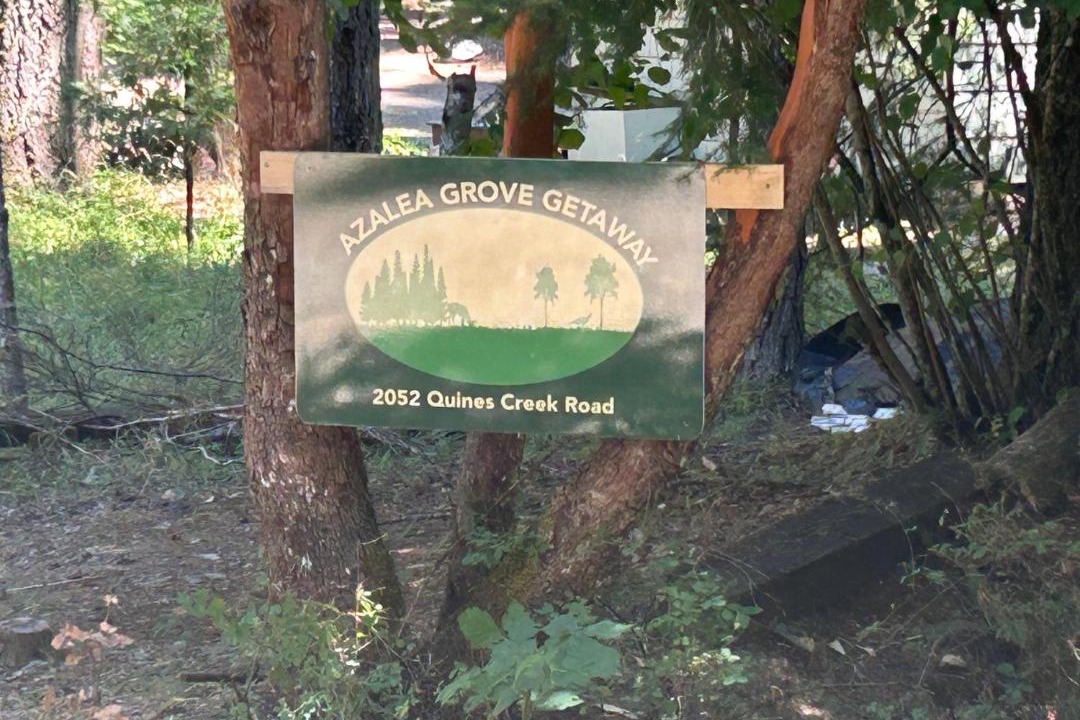 AZALEA GROVE GETAWAY
2052 Quines Creek Road